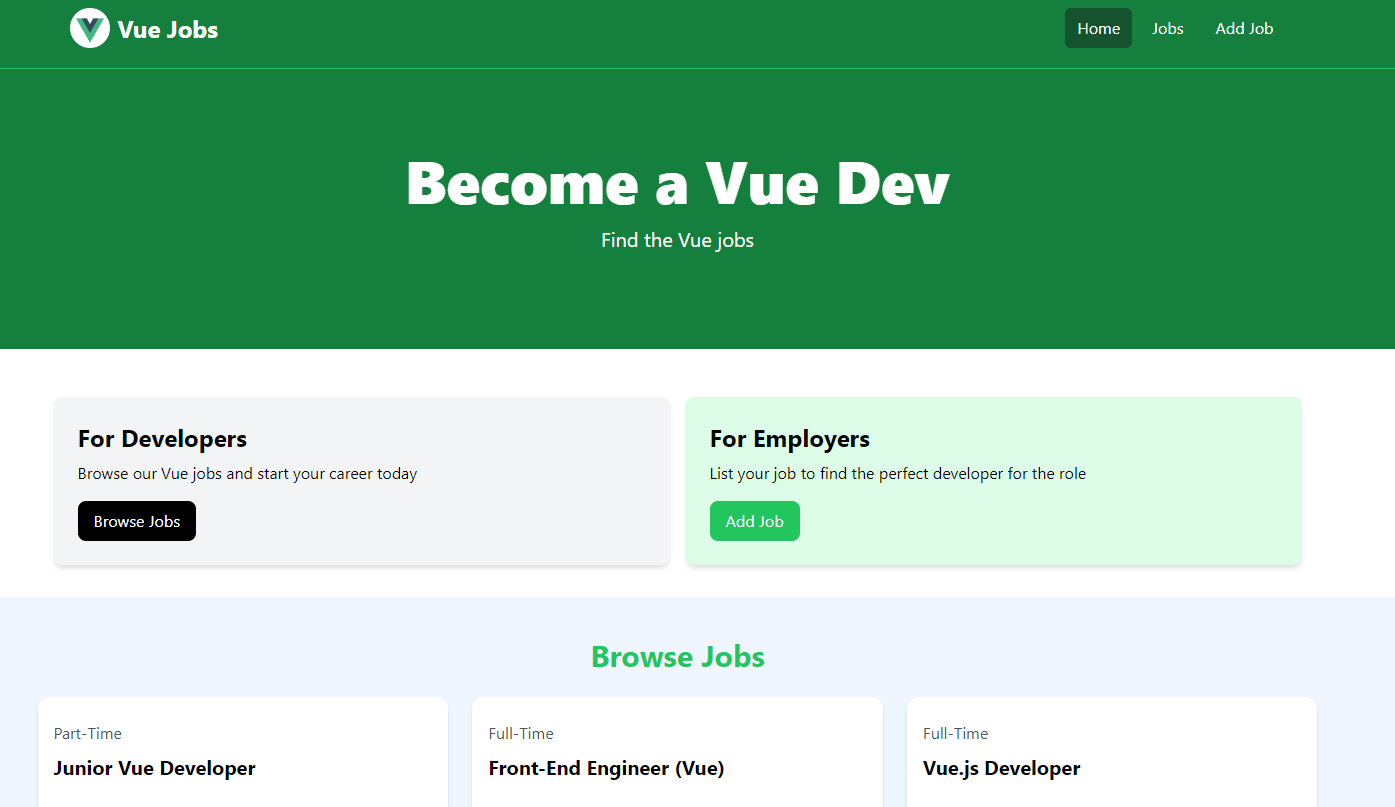 Vue Jobs
Home
Jobs
Add Job
Become a Vue Dev
Find the Vue jobs
For Developers
Browse our Vue jobs and start your career today
Browse Jobs
For Employers
List your job to find the perfect developer for the role
Add Job
Browse Jobs
Part-Time
Junior Vue Developer
Full-Time
Front-End Engineer (Vue)
Full-Time
Vue.js Developer